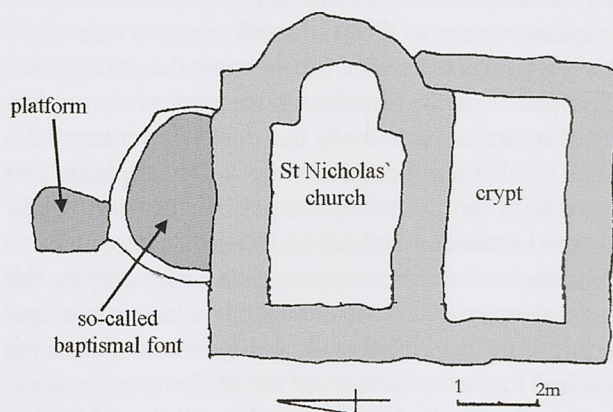 platform
St Nicholas`
church
crypt
so-called
baptismal font
1 2m